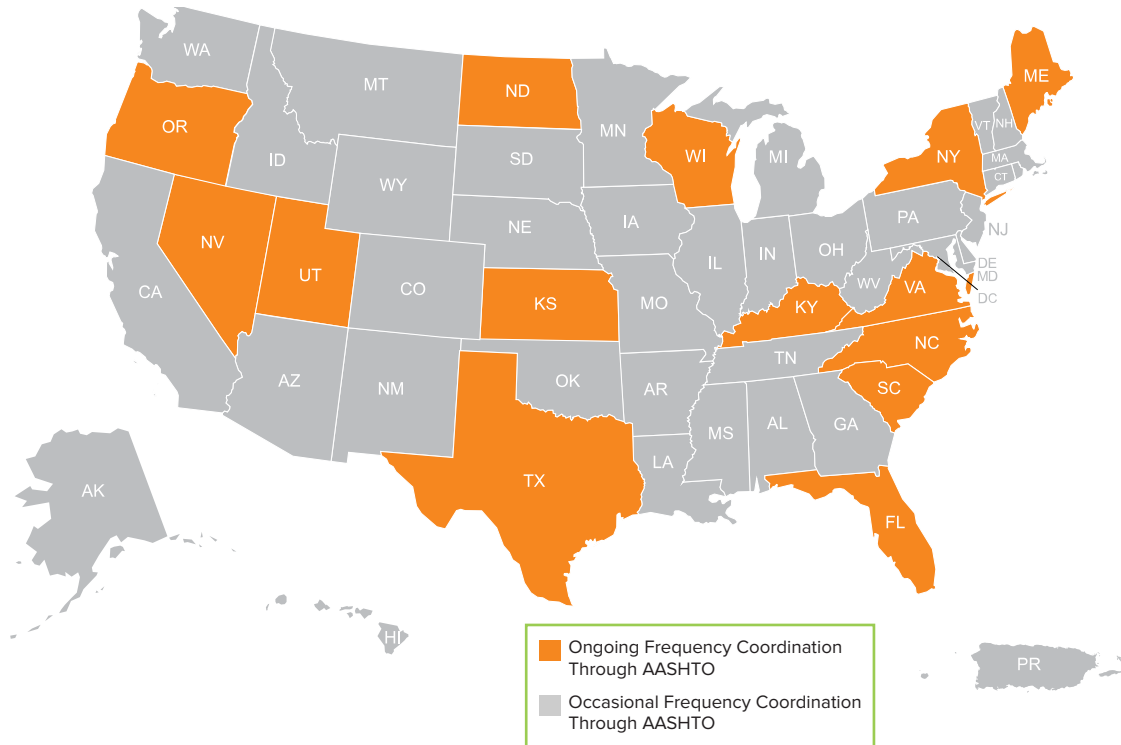 WA
MT
ND
ME
OR
MN
VT
NH
ID
SD
WI
MI
NY
MA
WY
CT
IA
PA
NE
NJ
NV
OH
IN
IL
UT
DE
CO
MD
CA
WV
VA
DC
KS
MO
KY
NC
TN
AZ
OK
NM
AR
SC
MS
AL
GA
LA
TX
AK
FL
HI
PR
Ongoing Frequency Coordination
Through AASHTO
Occasional Frequency Coordination
Through AASHTO